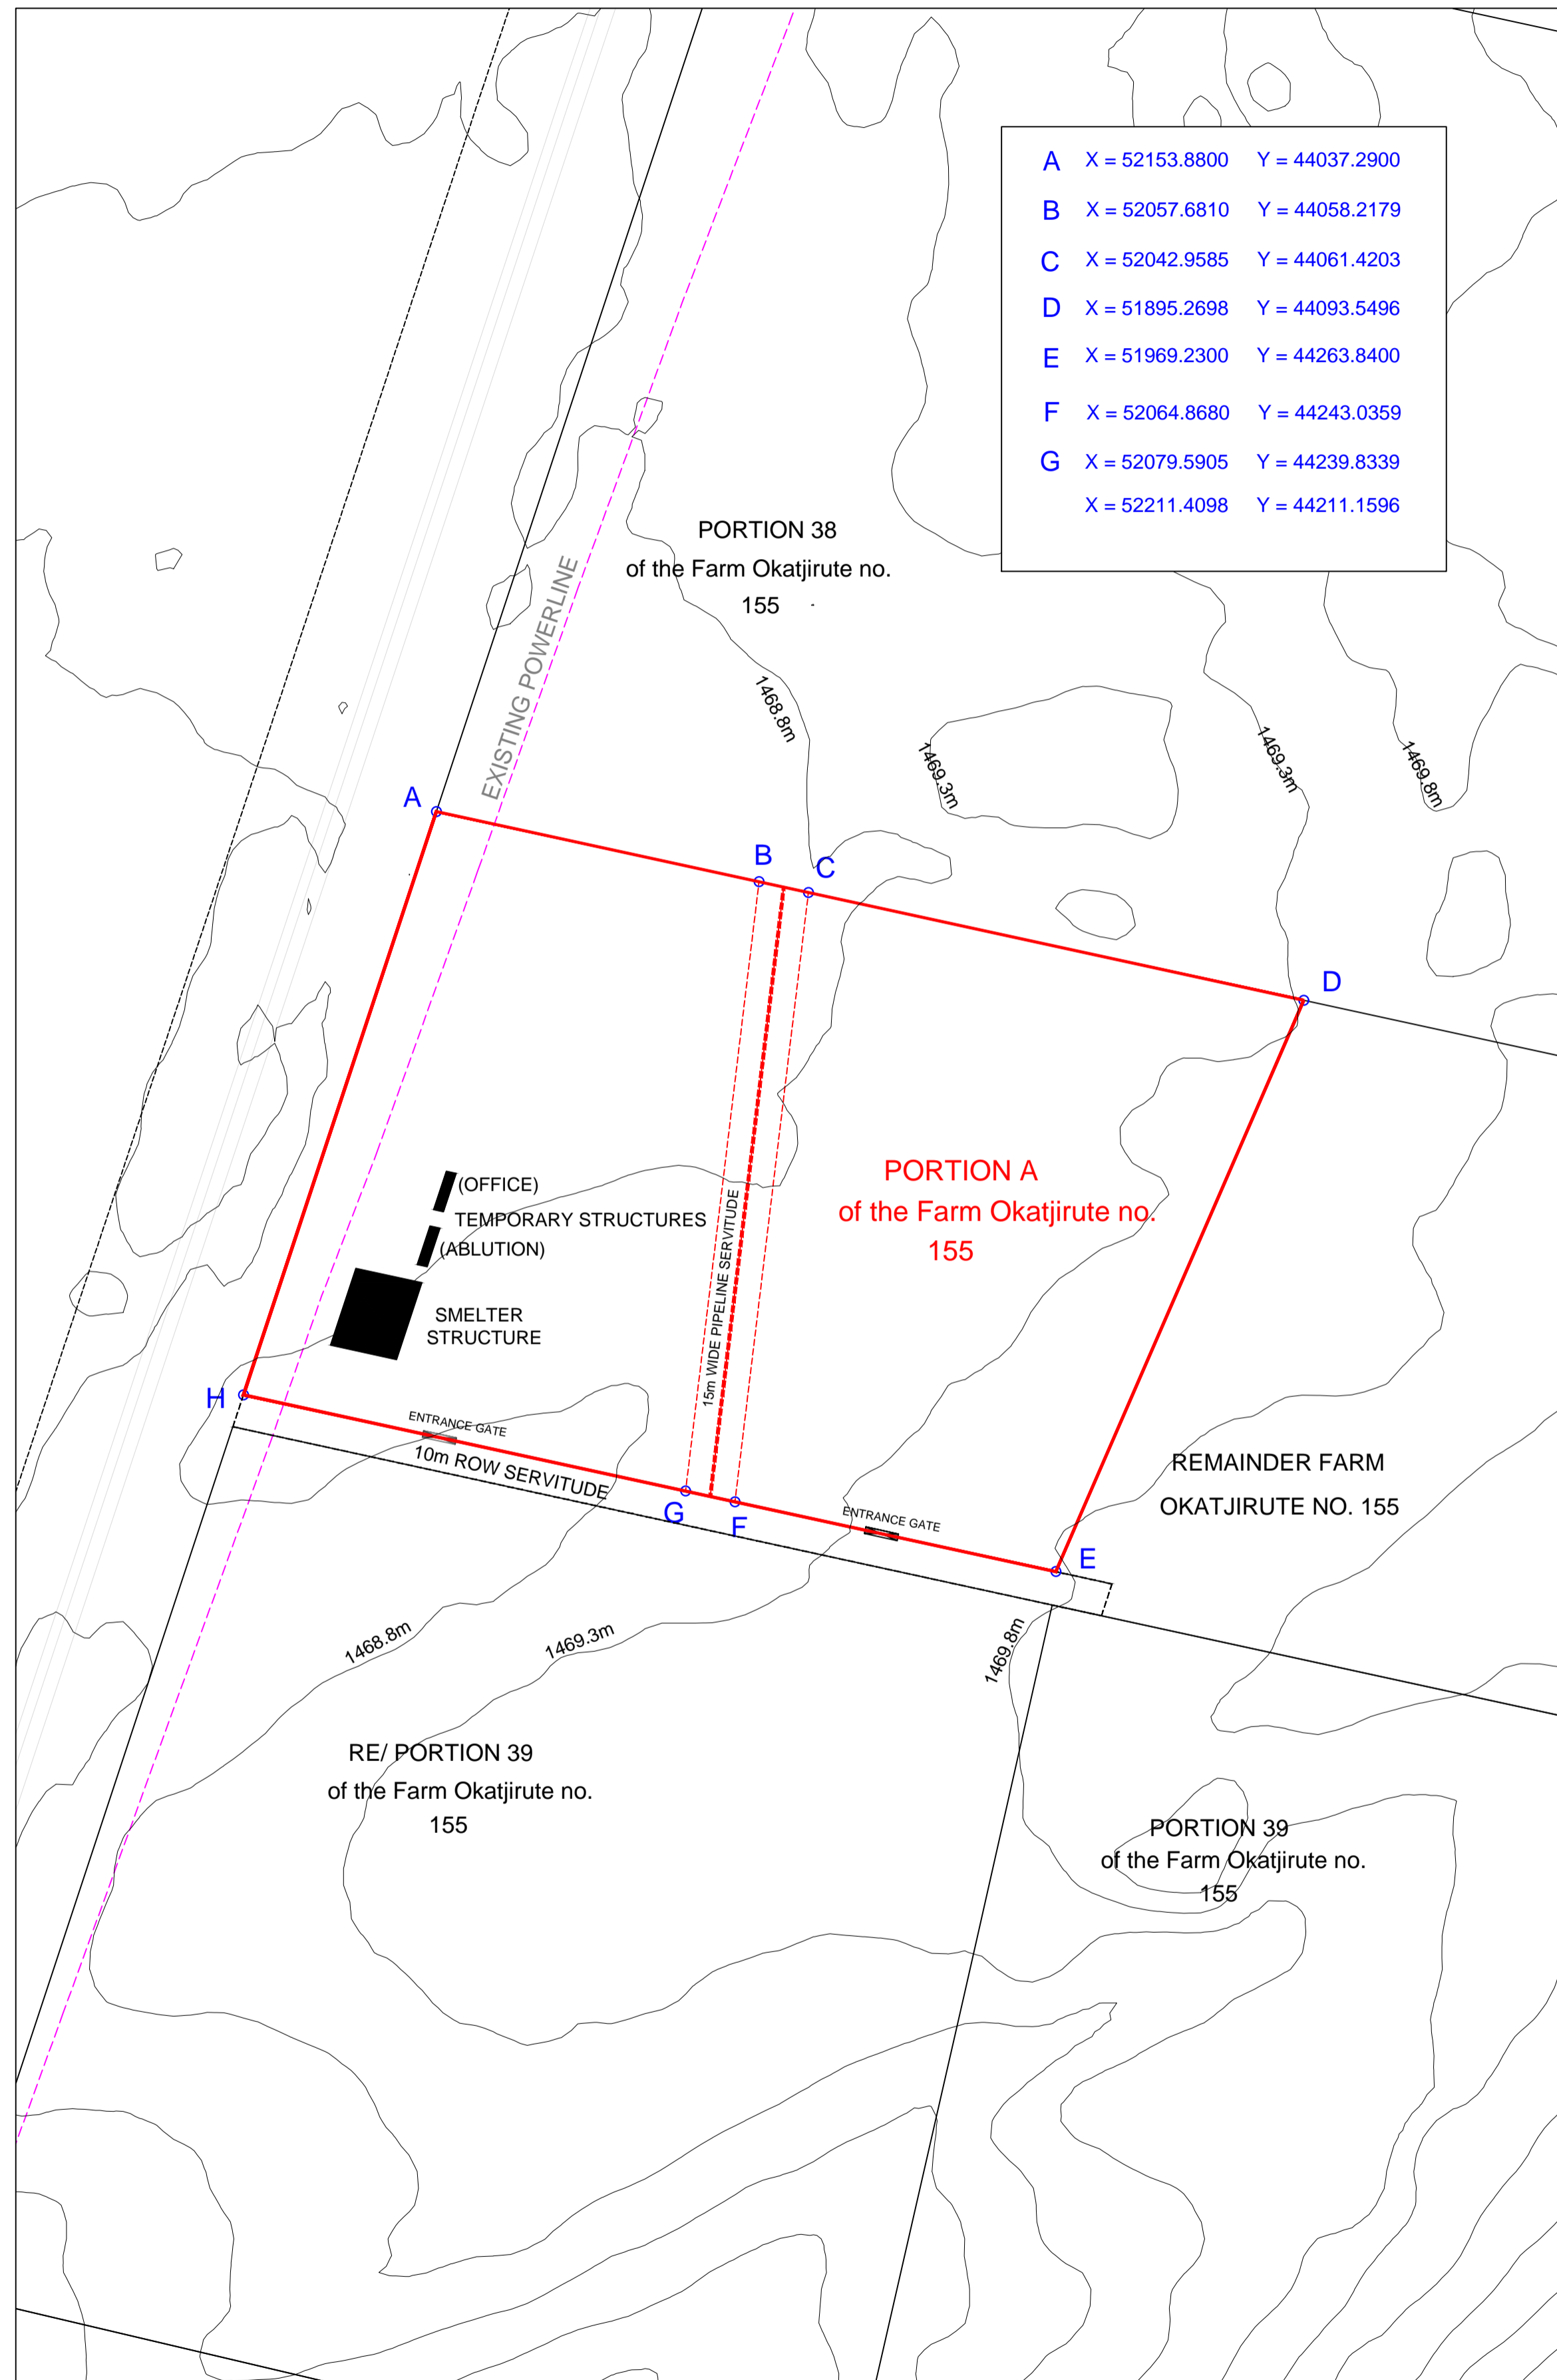 A X = 52153.8800 Y = 44037.2900
B X = 52057.6810 Y = 44058.2179
C X = 52042.9585 Y = 44061.4203
D X = 51895.2698 Y = 44093.5496
E X = 51969.2300 Y = 44263.8400
F X = 52064.8680 Y = 44243.0359
G X = 52079.5905 Y = 44239.8339
X = 52211.4098 Y = 44211.1596
PORTION 38
of the Farm Okatjirute no.
155
EXISTING POWERLINE
1468.8m
1469.3m
1469.3m
1469.8m
A
B
C
D
(OFFICE)
TEMPORARY STRUCTURES
(ABLUTION)
SMELTER
STRUCTURE
15m WIDE PIPELINE SERVITUDE
PORTION A
of the Farm Okatjirute no.
155
H
ENTRANCE GATE
10m ROW SERVITUDE
G
F
ENTRANCE GATE
E
REMAINDER FARM
OKATJIRUTE NO. 155
1468.8m
1469.3m
1469.8m
RE/ PORTION 39
of the Farm Okatjirute no.
155
PORTION 39
of the Farm Okatjirute no.
155